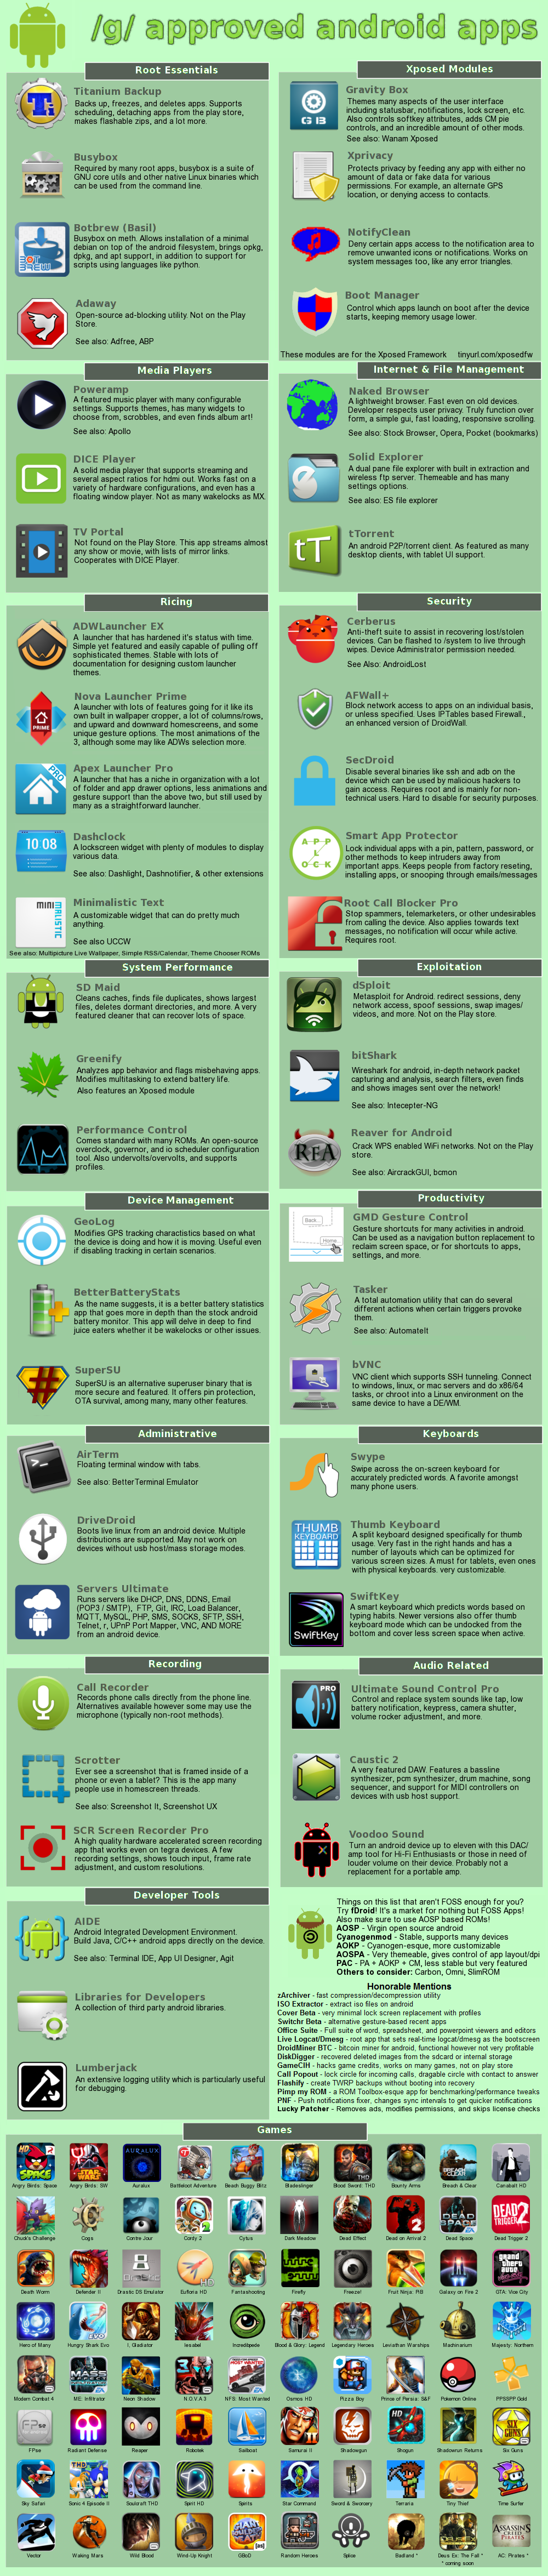 /g/ approved android apps
Root Essentials
Titanium Backup
Backs up, freezes, and deletes apps. Supports
scheduling, detaching apps from the play store,
makes flashable zips, and a lot more.
Busybox
Required by many root apps, busybox is a suite of
GNU core utils and other native Linux binaries which
can be used from the command line.
Botbrew (Basil)
Busybox on meth. Allows installation of a minimal
debian on top of the android filesystem, brings opkg,
dpkg, and apt support, in addition to support for
scripts using languages like python.
Adaway
Open-source ad-blocking utility. Not on the Play
Store.
See also: Adfree, ABP
Xposed Modules
Gravity Box
Themes many aspects of the user interface
including statusbar, notifications, lock screen, etc.
Also controls softkey attributes, adds CM pie
controls, and an incredible amount of other mods.
See also: Wanam Xposed
Xprivacy
Protects privacy by feeding any app with either no
amount of data or fake data for various
permissions. For example, an alternate GPS
location, or denying access to contacts.
NotifyClean
Deny certain apps access to the notification area to
remove unwanted icons or notifications. Works on
system messages too, like any error triangles.
Boot Manager
Control which apps launch on boot after the device
starts, keeping memory usage lower.
These modules are for the Xposed Framework tinyurl.com/xposedfw
Media Players
Poweramp
A featured music player with many configurable
settings. Supports themes, has many widgets to
choose from, scrobbles, and even finds album art!
See also: Apollo
DICE Player
A solid media player that supports streaming and
several aspect ratios for hdmi out. Works fast on a
variety of hardware configurations, and even has a
floating window player. Not as many wakelocks as MX.
TV Portal
Not found on the Play Store. This app streams almost
any show or movie, with lists of mirror links.
Cooperates with DICE Player.
Internet & File Management
Naked Browser
A lightweight browser. Fast even on old devices.
Developer respects user privacy. Truly function over
form, a simple gui, fast loading, responsive scrolling.
See also: Stock Browser, Opera, Pocket (bookmarks)
Solid Explorer
A dual pane file explorer with built in extraction and
wireless ftp server. Themeable and has many
settings options.
See also: ES file explorer
tTorrent
An android P2P/torrent client. As featured as many
desktop clients, with tablet UI support.
Ricing
ADWLauncher EX
A launcher that has hardened it's status with time.
Simple yet featured and easily capable of pulling off
sophisticated themes. Stable with lots of
documentation for designing custom launcher
themes.
Nova Launcher Prime
A launcher with lots of features going for it like its
own built in wallpaper cropper, a lot of columns/rows,
and upward and downward homescreens, and some
unique gesture options. The most animations of the
3, although some may like ADWs selection more.
Apex Launcher Pro
A launcher that has a niche in organization with a lot
of folder and app drawer options, less animations and
gesture support than the above two, but still used by
many as a straightforward launcher.
Dashclock
A lockscreen widget with plenty of modules to display
various data.
See also: Dashlight, Dashnotifier, & other extensions
Minimalistic Text
A customizable widget that can do pretty much
anything.
See also UCCW
See also: Multipicture Live Wallpaper, Simple RSS/Calendar, Theme Chooser ROMs
Security
Cerberus
Anti-theft suite to assist in recovering lost/stolen
devices. Can be flashed to /system to live through
wipes. Device Administrator permission needed.
See Also: AndroidLost
AFWall+
Block network access to apps on an individual basis,
or unless specified. Uses IPTables based Firewall.,
an enhanced version of DroidWall.
SecDroid
Disable several binaries like ssh and adb on the
device which can be used by malicious hackers to
gain access. Requires root and is mainly for non-
technical users. Hard to disable for security purposes.
Smart App Protector
Lock individual apps with a pin, pattern, password, or
other methods to keep intruders away from
important apps. Keeps people from factory reseting,
installing apps, or snooping through emails/messages
Root Call Blocker Pro
Stop spammers, telemarketers, or other undesirables
from calling the device. Also applies towards text
messages, no notification will occur while active.
Requires root.
System Performance
SD Maid
Cleans caches, finds file duplicates, shows largest
files, deletes dormant directories, and more. A very
featured cleaner that can recover lots of space.
Greenify
Analyzes app behavior and flags misbehaving apps.
Modifies multitasking to extend battery life.
Also features an Xposed module
Performance Control
Comes standard with many ROMs. An open-source
overclock, governor, and io scheduler configuration
tool. Also undervolts/overvolts, and supports
profiles.
Exploitation
dSploit
Metasploit for Android. redirect sessions, deny
network access, spoof sessions, swap images/
videos, and more. Not on the Play store.
bitShark
Wireshark for android, in-depth network packet
capturing and analysis, search filters, even finds
and shows images sent over the network!
See also: Intecepter-NG
Reaver for Android
Crack WPS enabled WiFi networks. Not on the Play
store.
See also: AircrackGUI, bcmon
Device Management
GeoLog
Modifies GPS tracking charactistics based on what
the device is doing and how it is moving. Useful even
if disabling tracking in certain scenarios.
BetterBatteryStats
As the name suggests, it is a better battery statistics
app that goes more in depth than the stock android
battery monitor. This app will delve in deep to find
juice eaters whether it be wakelocks or other issues.
SuperSU
SuperSU is an alternative superuser binary that is
more secure and featured. It offers pin protection,
OTA survival, among many, many other features.
Productivity
GMD Gesture Control
Gesture shortcuts for many activities in android.
Can be used as a navigation button replacement to
reclaim screen space, or for shortcuts to apps,
settings, and more.
Tasker
A total automation utility that can do several
different actions when certain triggers provoke
them.
See also: AutomateIt
bVNC
VNC client which supports SSH tunneling. Connect
to windows, linux, or mac servers and do x86/64
tasks, or chroot into a Linux environment on the
same device to have a DE/WM.
Administrative
AirTerm
Floating terminal window with tabs.
See also: BetterTerminal Emulator
DriveDroid
Boots live linux from an android device. Multiple
distributions are supported. May not work on
devices without usb host/mass storage modes.
Servers Ultimate
Runs servers like DHCP, DNS, DDNS, Email
(POP3 / SMTP), FTP, Git, IRC, Load Balancer,
MQTT, MySQL, PHP, SMS, SOCKS, SFTP, SSH,
Telnet, r, UPnP Port Mapper, VNC, AND MORE
from an android device.
Keyboards
Swype
Swipe across the on-screen keyboard for
accurately predicted words. A favorite amongst
many phone users.
Thumb Keyboard
A split keyboard designed specifically for thumb
usage. Very fast in the right hands and has a
number of layouts which can be optimized for
various screen sizes. A must for tablets, even ones
with physical keyboards. very customizable.
SwiftKey
A smart keyboard which predicts words based on
typing habits. Newer versions also offer thumb
keyboard mode which can be undocked from the
bottom and cover less screen space when active.
Recording
Call Recorder
Records phone calls directly from the phone line.
Alternatives available however some may use the
microphone (typically non-root methods).
Scrotter
Ever see a screenshot that is framed inside of a
phone or even a tablet? This is the app many
people use in homescreen threads.
See also: Screenshot It, Screenshot UX
SCR Screen Recorder Pro
A high quality hardware accelerated screen recording
app that works even on tegra devices. A few
recording settings, shows touch input, frame rate
adjustment, and custom resolutions.
Audio Related
Ultimate Sound Control Pro
Control and replace system sounds like tap, low
battery notification, keypress, camera shutter,
volume rocker adjustment, and more.
Caustic 2
A very featured DAW. Features a bassline
synthesizer, pcm synthesizer, drum machine, song
sequencer, and support for MIDI controllers on
devices with usb host support.
Voodoo Sound
Turn an android device up to eleven with this DAC/
amp tool for Hi-Fi Enthusiasts or those in need of
louder volume on their device. Probably not a
replacement for a portable amp.
Developer Tools
AIDE
Android Integrated Development Environment.
Build Java, C/C++ android apps directly on the device.
See also: Terminal IDE, App UI Designer, Agit
Libraries for Developers
A collection of third party android libraries.
Lumberjack
An extensive logging utility which is particularly useful
for debugging.
Things on this list that aren't FOSS enough for you?
Try fDroid! It's a market for nothing but FOSS Apps!
Also make sure to use AOSP based ROMs!
AOSP - Virgin open source android
Cyanogenmod - Stable, supports many devices
AOKP - Cyanogen-esque, more customizable
AOSPA - Very themeable, gives control of app layout/dpi
PAC - PA + AOKP + CM, less stable but very featured
Others to consider: Carbon, Omni, SlimROM
Honorable Mentions
zArchiver - fast compression/decompression utility
ISO Extractor - extract iso files on android
Cover Beta - very minimal lock screen replacement with profiles
Switchr Beta - alternative gesture-based recent apps
Office Suite - Full suite of word, spreadsheet, and powerpoint viewers and editors
Live Logcat/Dmesg - root app that sets real-time logcat/dmesg as the bootscreen
DroidMiner BTC - bitcoin miner for android, functional however not very profitable
DiskDigger - recovered deleted images from the sdcard or internal storage
GameCIH - hacks game credits, works on many games, not on play store
Call Popout - lock circle for incoming calls, dragable circle with contact to answer
Flashify - create TWRP backups without booting into recovery
Pimp my ROM - a ROM Toolbox-esque app for benchmarking/performance tweaks
PNF - Push notifications fixer, changes sync intervals to get quicker notifications
Lucky Patcher - Removes ads, modifies permissions, and skips license checks
Games
Angry Birds: Space Angry Birds: SW Auralux Battleloot Adventure Beach Buggy Blitz Bladeslinger Blood Sword: THD Bounty Arms Breach & Clear Canabalt HD
Chuck's Challenge Cogs Contre Jour Cordy 2 Cytus Dark Meadow Dead Effect Dead on Arrival 2 Dead Space Dead Trigger 2
Death Worm Defender II Drastic DS Emulator Eufloria HD Fantashooting Firefly Freeze! Fruit Ninja: PIB Galaxy on Fire 2 GTA: Vice City
Hero of Many Hungry Shark Evo I, Gladiator Iesabel Incredipede Blood & Glory: Legend Legendary Heroes Leviathan Warships Machinarium Majesty: Northern
Modern Combat 4 ME: Infiltrator Neon Shadow N.O.V.A 3 NFS: Most Wanted Osmos HD Pizza Boy Prince of Persia: S&F Pokemon Online PPSSPP Gold
FPse Radiant Defense Reaper Robotek Sailboat Samurai II Shadowgun Shogun Shadowrun Returns Six Guns
Sky Safari Sonic 4 Episode II Soulcraft THD Spirit HD Spirits Star Command Sword & Sworcery Terraria Tiny Thief Time Surfer
Vector Waking Mars Wild Blood Wind-Up Knight GBoD Random Heroes Splice Badland * Deus Ex: The Fall * AC: Pirates *
* coming soon